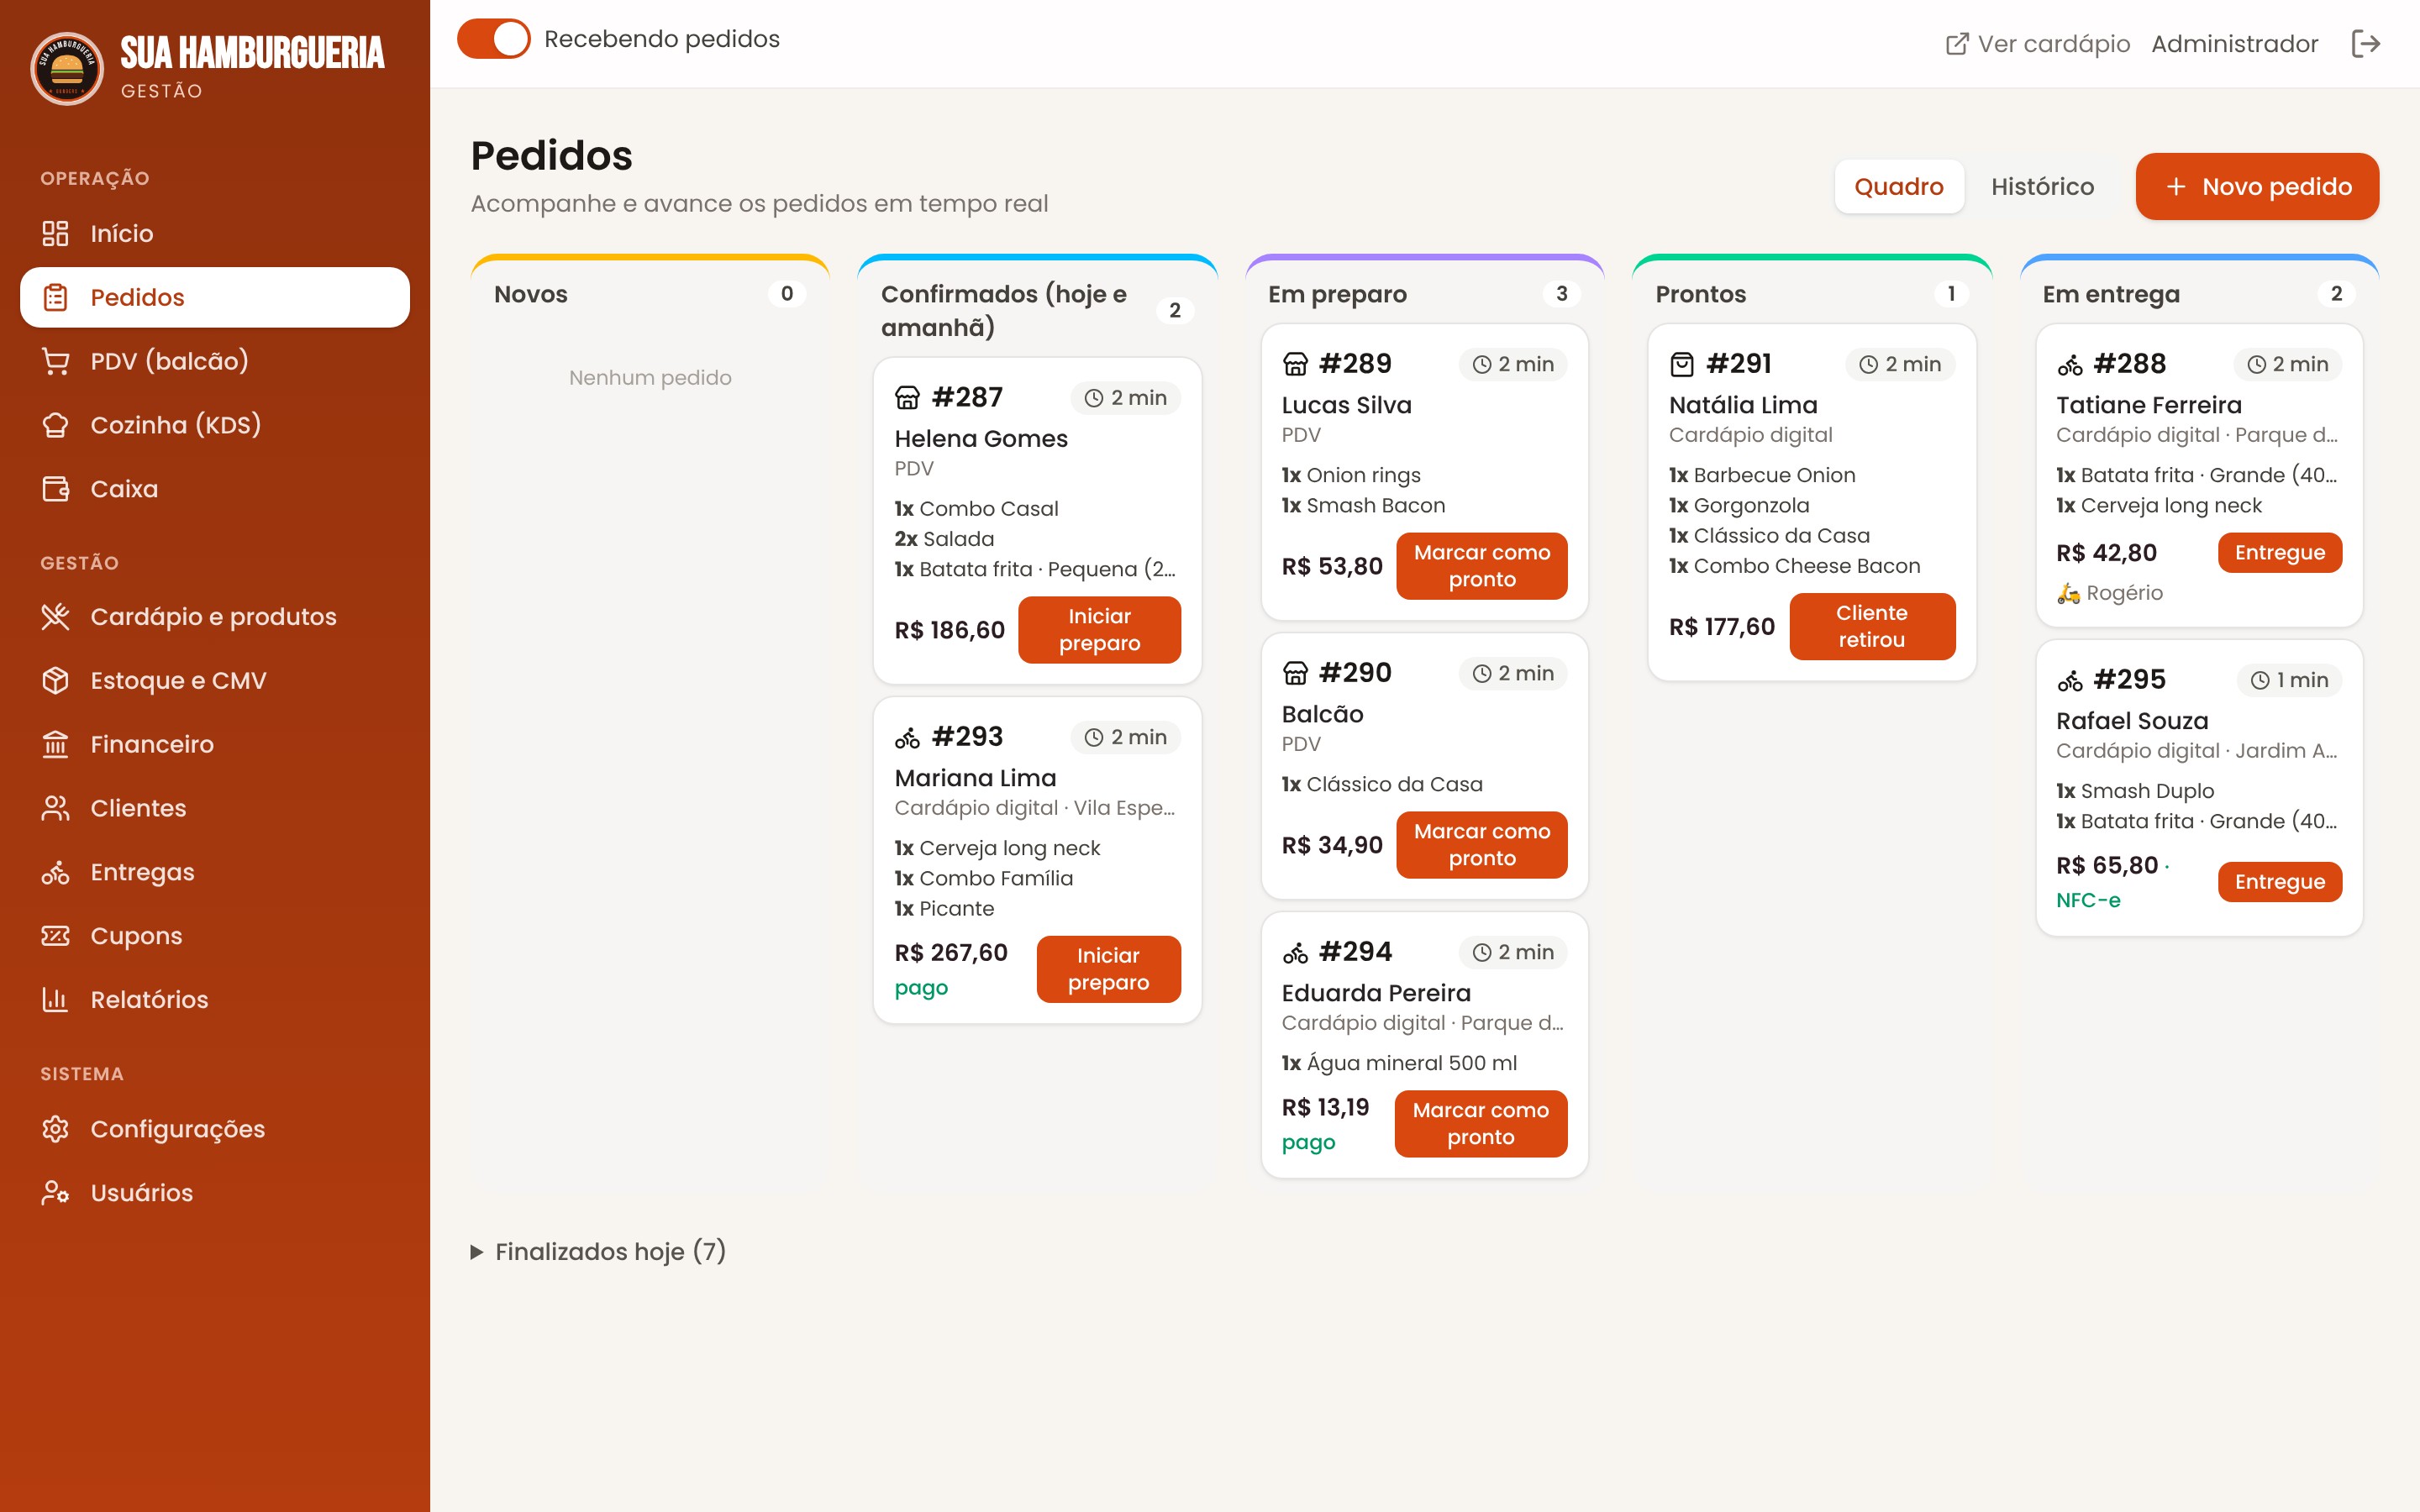 SUA HAMBURGUERIA
GESTÃO
OPERAÇÃO
Início
Pedidos
PDV (balcão)
Cozinha (KDS)
Caixa
GESTÃO
Cardápio e produtos
Estoque e CMV
Financeiro
Clientes
Entregas
Cupons
Relatórios
SISTEMA
Configurações
Usuários
Recebendo pedidos
Ver cardápio
Administrador
Pedidos
Acompanhe e avance os pedidos em tempo real
Quadro
Histórico
+ Novo pedido
Novos
0
Nenhum pedido
Confirmados (hoje e
amanhã)
2
#287
2 min
Helena Gomes
PDV
1x Combo Casal
2x Salada
1x Batata frita · Pequena (2...
R$ 186,60
Iniciar
preparo
#293
2 min
Mariana Lima
Cardápio digital · Vila Espe...
1x Cerveja long neck
1x Combo Família
1x Picante
R$ 267,60
pago
Iniciar
preparo
Em preparo
3
#289
2 min
Lucas Silva
PDV
1x Onion rings
1x Smash Bacon
R$ 53,80
Marcar como
pronto
#290
2 min
Balcão
PDV
1x Clássico da Casa
R$ 34,90
Marcar como
pronto
#294
2 min
Eduarda Pereira
Cardápio digital · Parque d...
1x Água mineral 500 ml
R$ 13,19
pago
Marcar como
pronto
Prontos
1
#291
2 min
Natália Lima
Cardápio digital
1x Barbecue Onion
1x Gorgonzola
1x Clássico da Casa
1x Combo Cheese Bacon
R$ 177,60
Cliente
retirou
Em entrega
2
#288
2 min
Tatiane Ferreira
Cardápio digital · Parque d...
1x Batata frita · Grande (40...
1x Cerveja long neck
R$ 42,80
Entregue
Rogério
#295
1 min
Rafael Souza
Cardápio digital · Jardim A...
1x Smash Duplo
1x Batata frita · Grande (40...
R$ 65,80 ·
NFC-e
Entregue
Finalizados hoje (7)